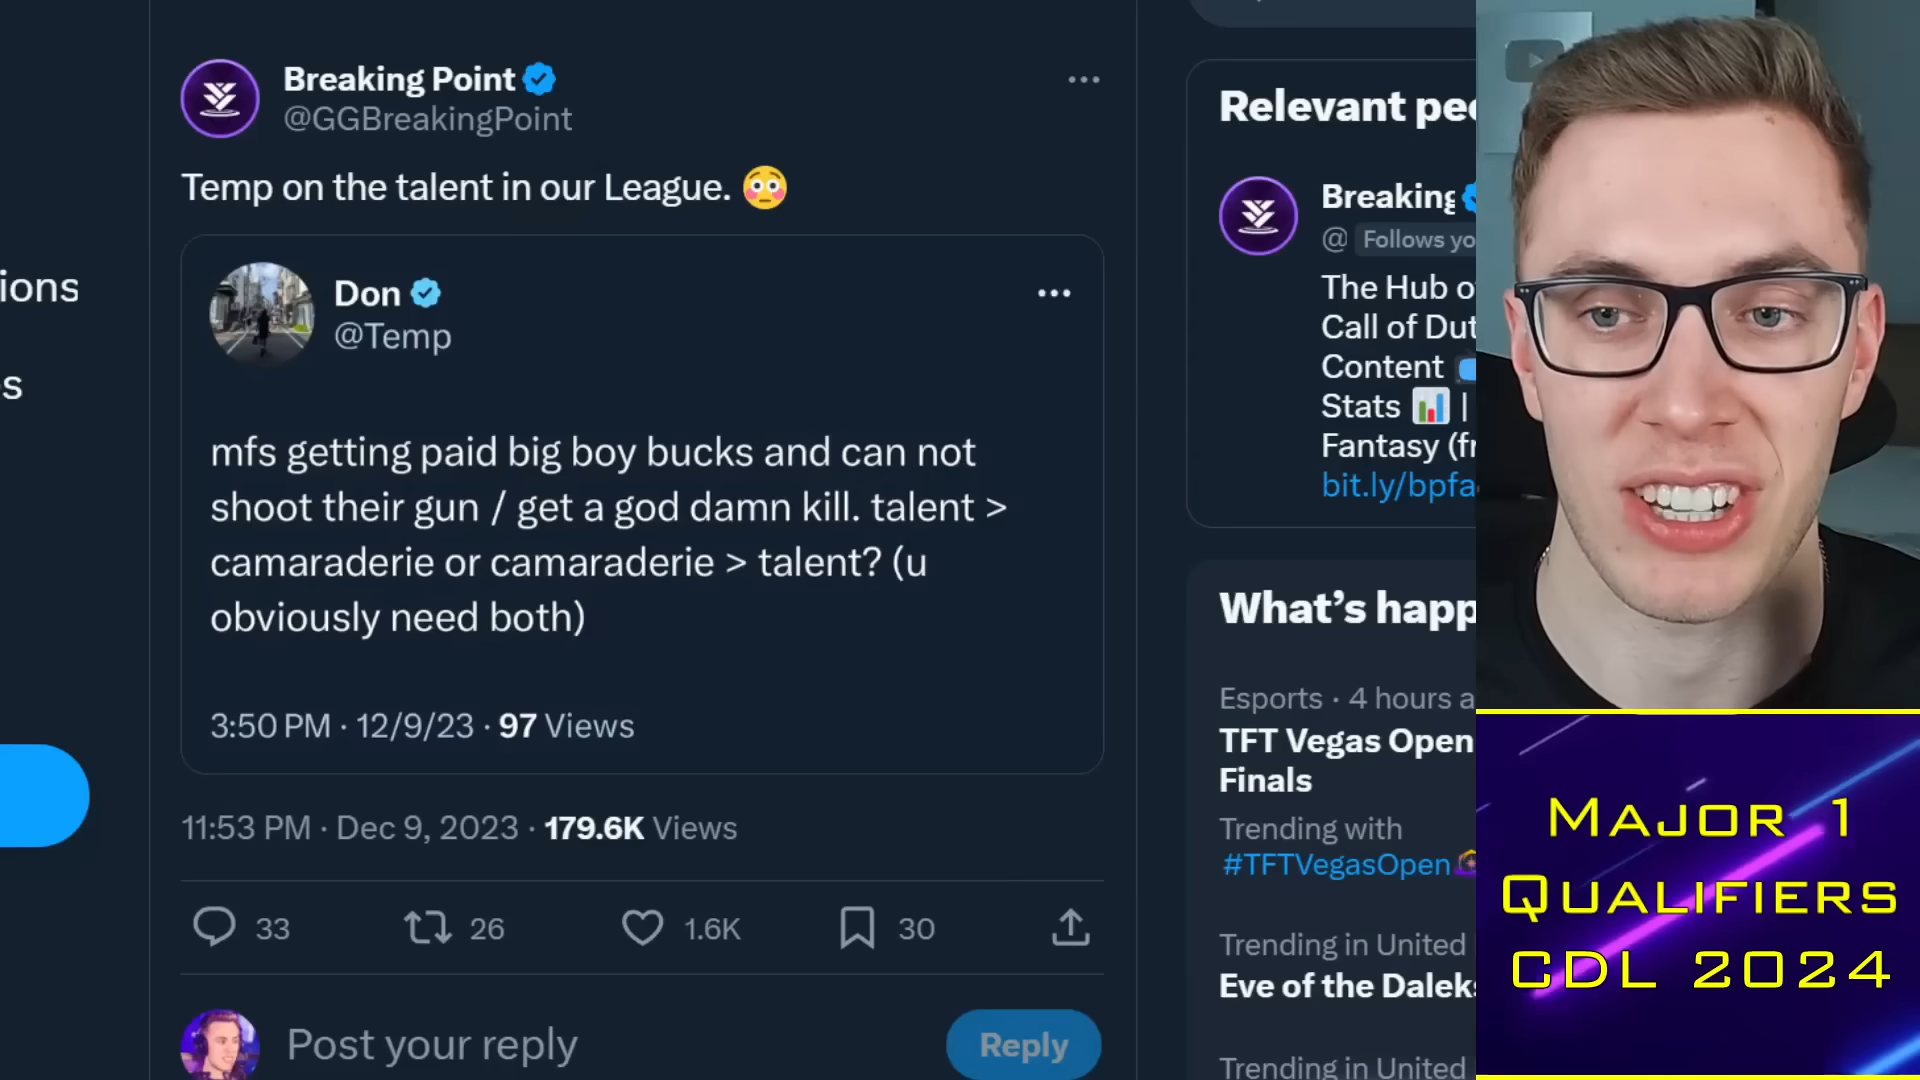 Breaking Point
@GGBreakingPoint
Temp on the talent in our League.
Don
@Temp
mfs getting paid big boy bucks and can not
shoot their gun / get a god damn kill. talent >
camaraderie or camaraderie > talent? (u
obviously need both)
3:50 PM · 12/9/23 · 97 Views
11:53 PM · Dec 9, 2023 · 179.6K Views
33 26 1.6K 30
Post your reply
Reply
ions
s
Relevant peo
Breaking
@ Follows yo
The Hub o
Call of Dut
Content
Stats |
Fantasy (fr
bit.ly/bpfa
What's happ
Esports · 4 hours a
TFT Vegas Open
Finals
Trending with
#TFTVegasOpen
Trending in United
Eve of the Daleks
Trending in United
Major 1
Qualifiers
CDL 2024